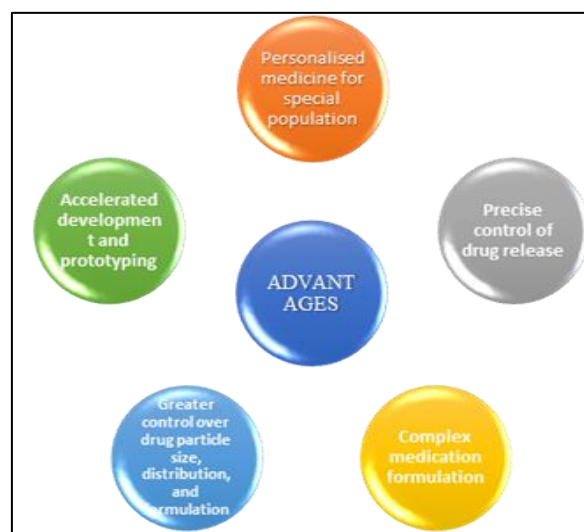 Personalised
medicine for
special
population
Accelerated
developmen
t and
prototyping
Precise
control of
drug release
ADVANT
AGES
Greater
control over
drug particle
size,
distribution,
and
formulation
Complex
medication
formulation